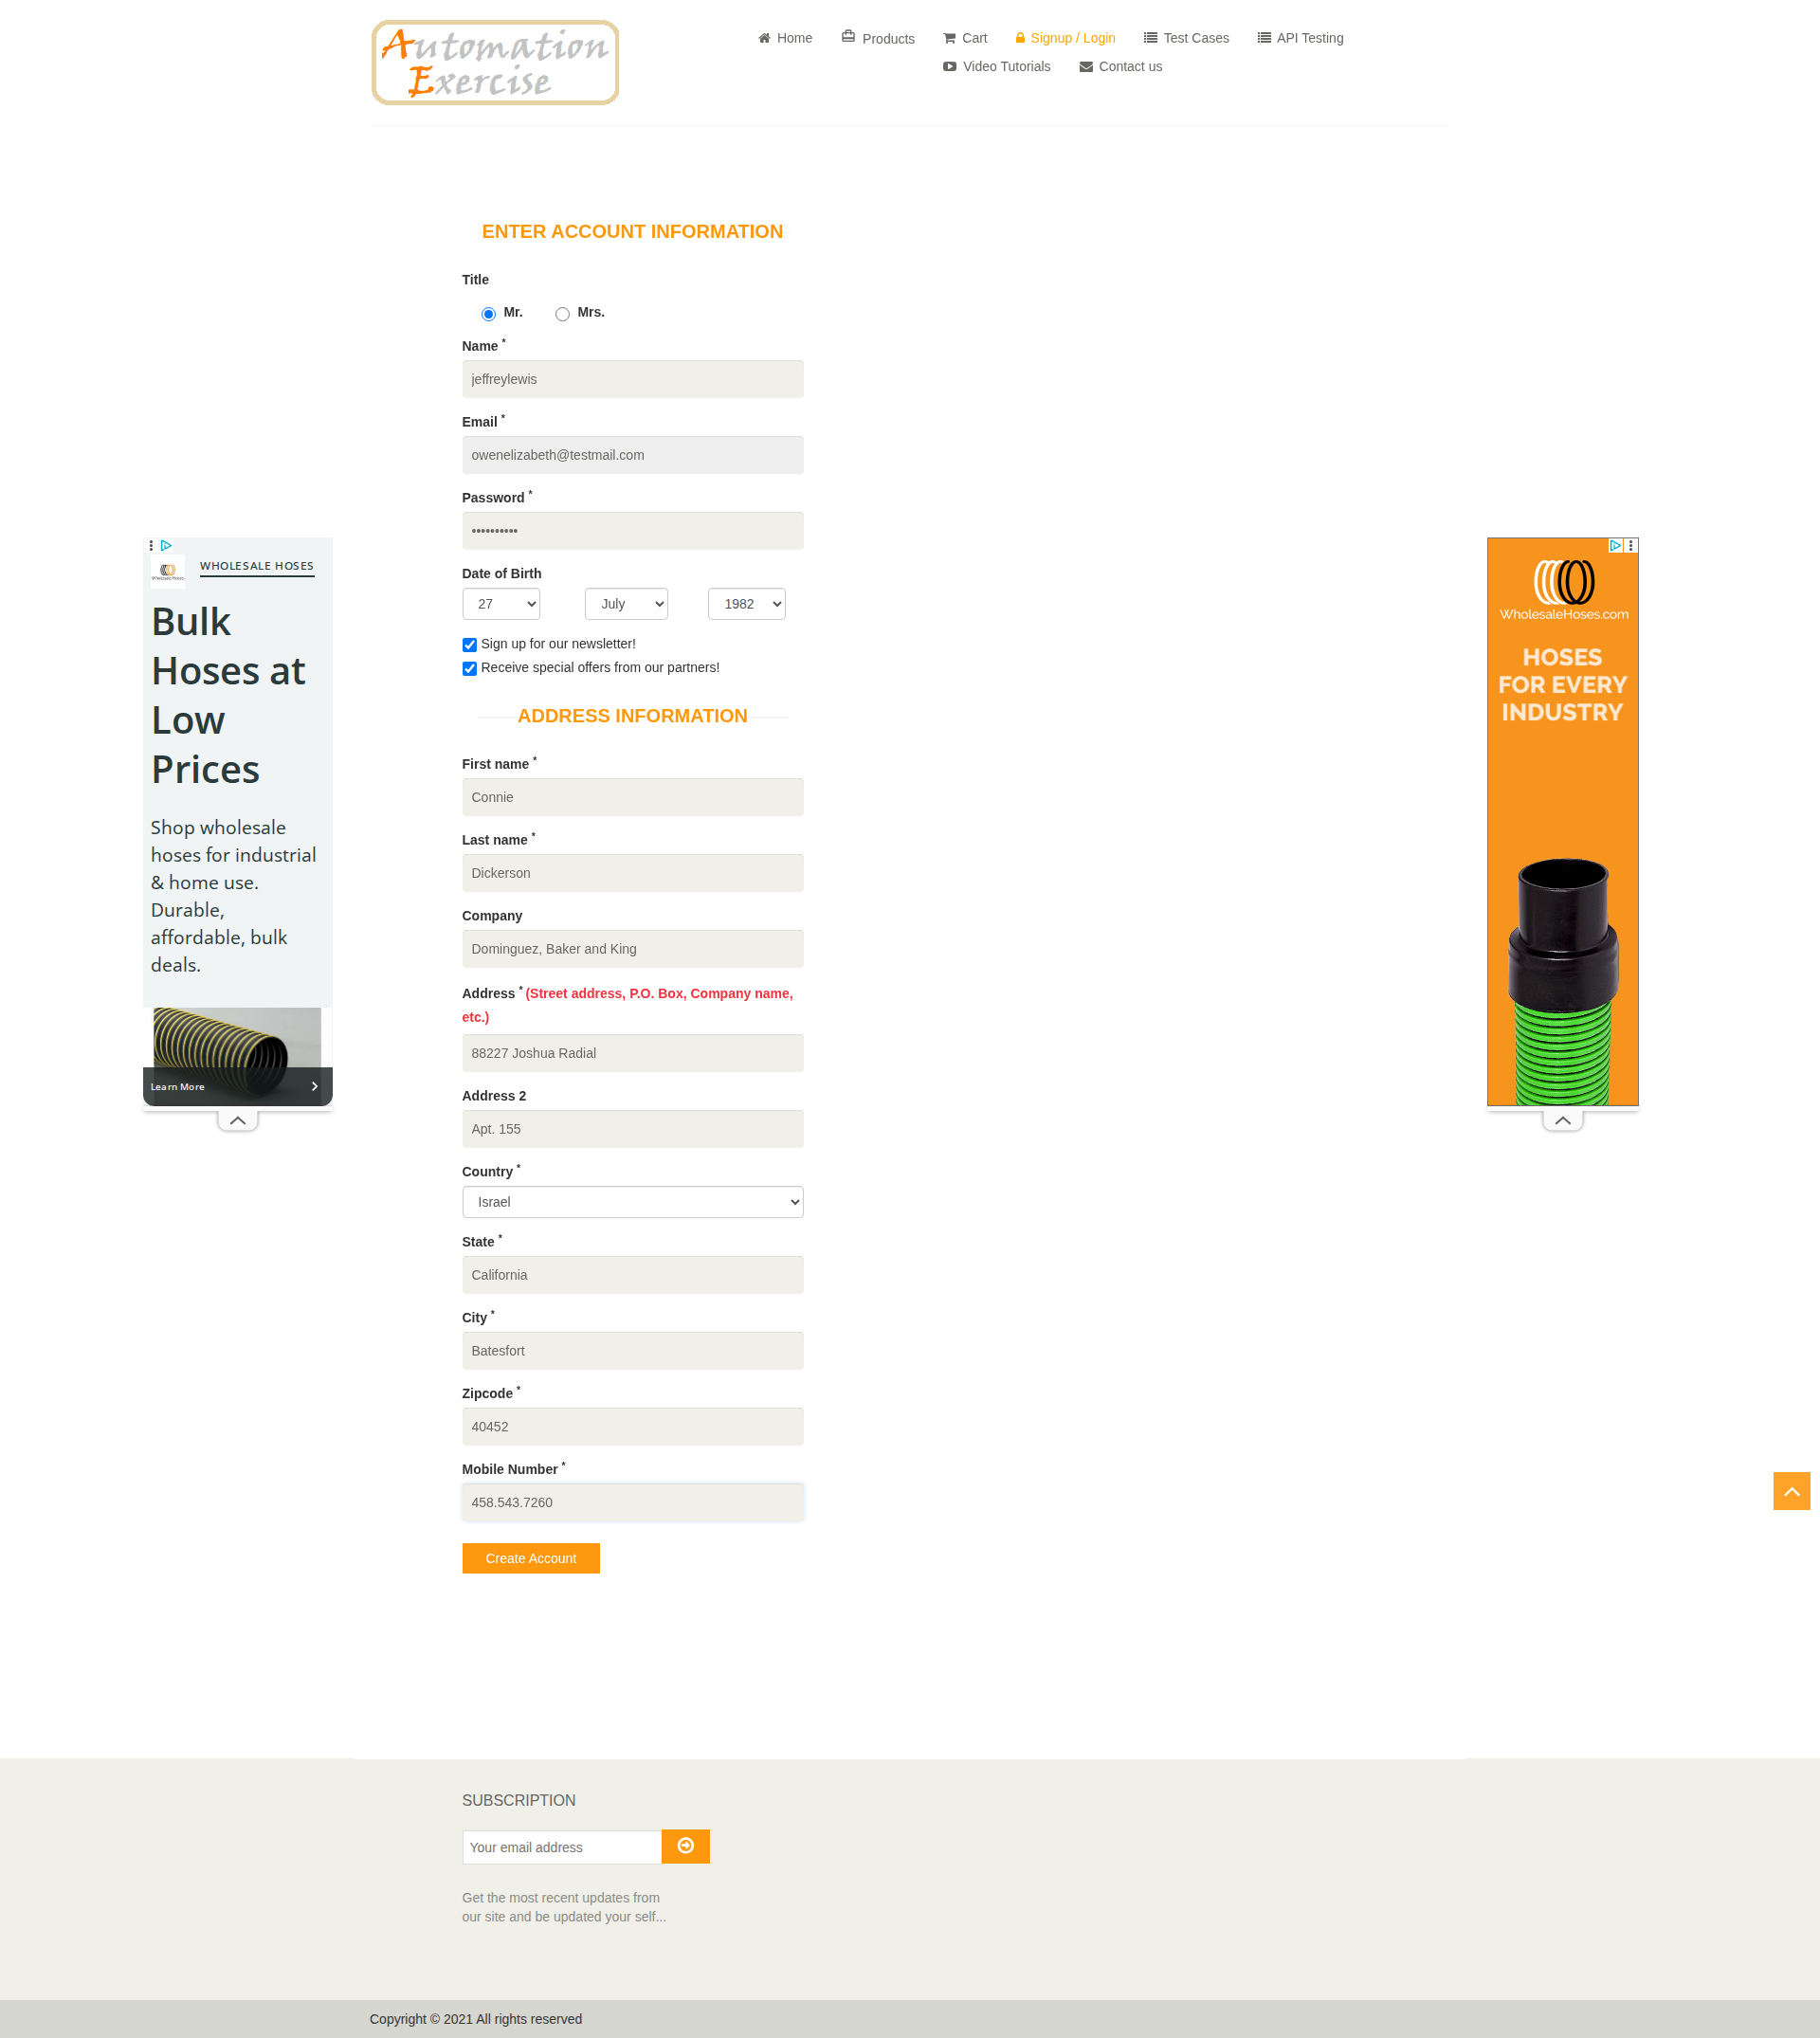 Automation
Exercise
Home
Products
Cart
Signup / Login
Test Cases
API Testing
Video Tutorials
Contact us
ENTER ACCOUNT INFORMATION
Title
Mr.
Mrs.
Name *
jeffreylewis
Email *
owenelizabeth@testmail.com
Password *
••••••••••
Date of Birth
27
July
1982
Sign up for our newsletter!
Receive special offers from our partners!
ADDRESS INFORMATION
First name *
Connie
Last name *
Dickerson
Company
Dominguez, Baker and King
Address * (Street address, P.O. Box, Company name,
etc.)
88227 Joshua Radial
Address 2
Apt. 155
Country *
Israel
State *
California
City *
Batesfort
Zipcode *
40452
Mobile Number *
458.543.7260
Create Account
Wholesale Hoses
WHOLESALE HOSES
Bulk
Hoses at
Low
Prices
Shop wholesale
hoses for industrial
& home use.
Durable,
affordable, bulk
deals.
Learn More
WholesaleHoses.com
HOSES
FOR EVERY
INDUSTRY
SUBSCRIPTION
Your email address
Get the most recent updates from
our site and be updated your self...
Copyright © 2021 All rights reserved